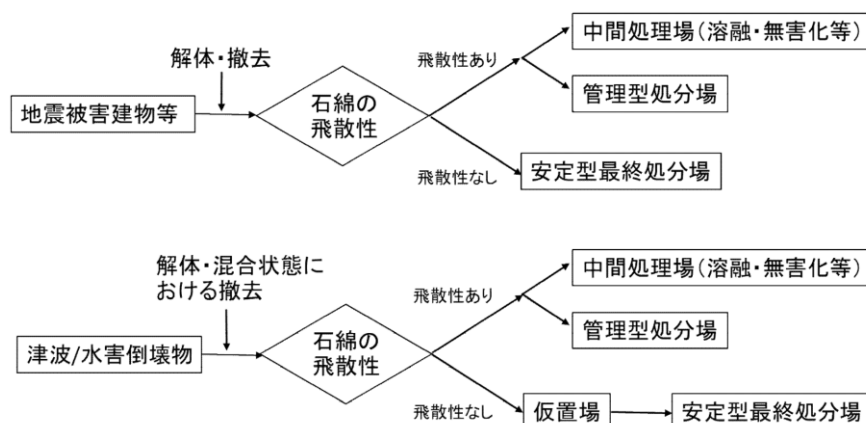 解体・撤去
地震被害建物等
石綿の
飛散性
飛散性あり
中間処理場（溶融・無害化等）
管理型処分場
飛散性なし
安定型最終処分場
解体・混合状態に
おける撤去
津波/水害倒壊物
石綿の
飛散性
飛散性あり
中間処理場（溶融・無害化等）
管理型処分場
飛散性なし
仮置場
安定型最終処分場